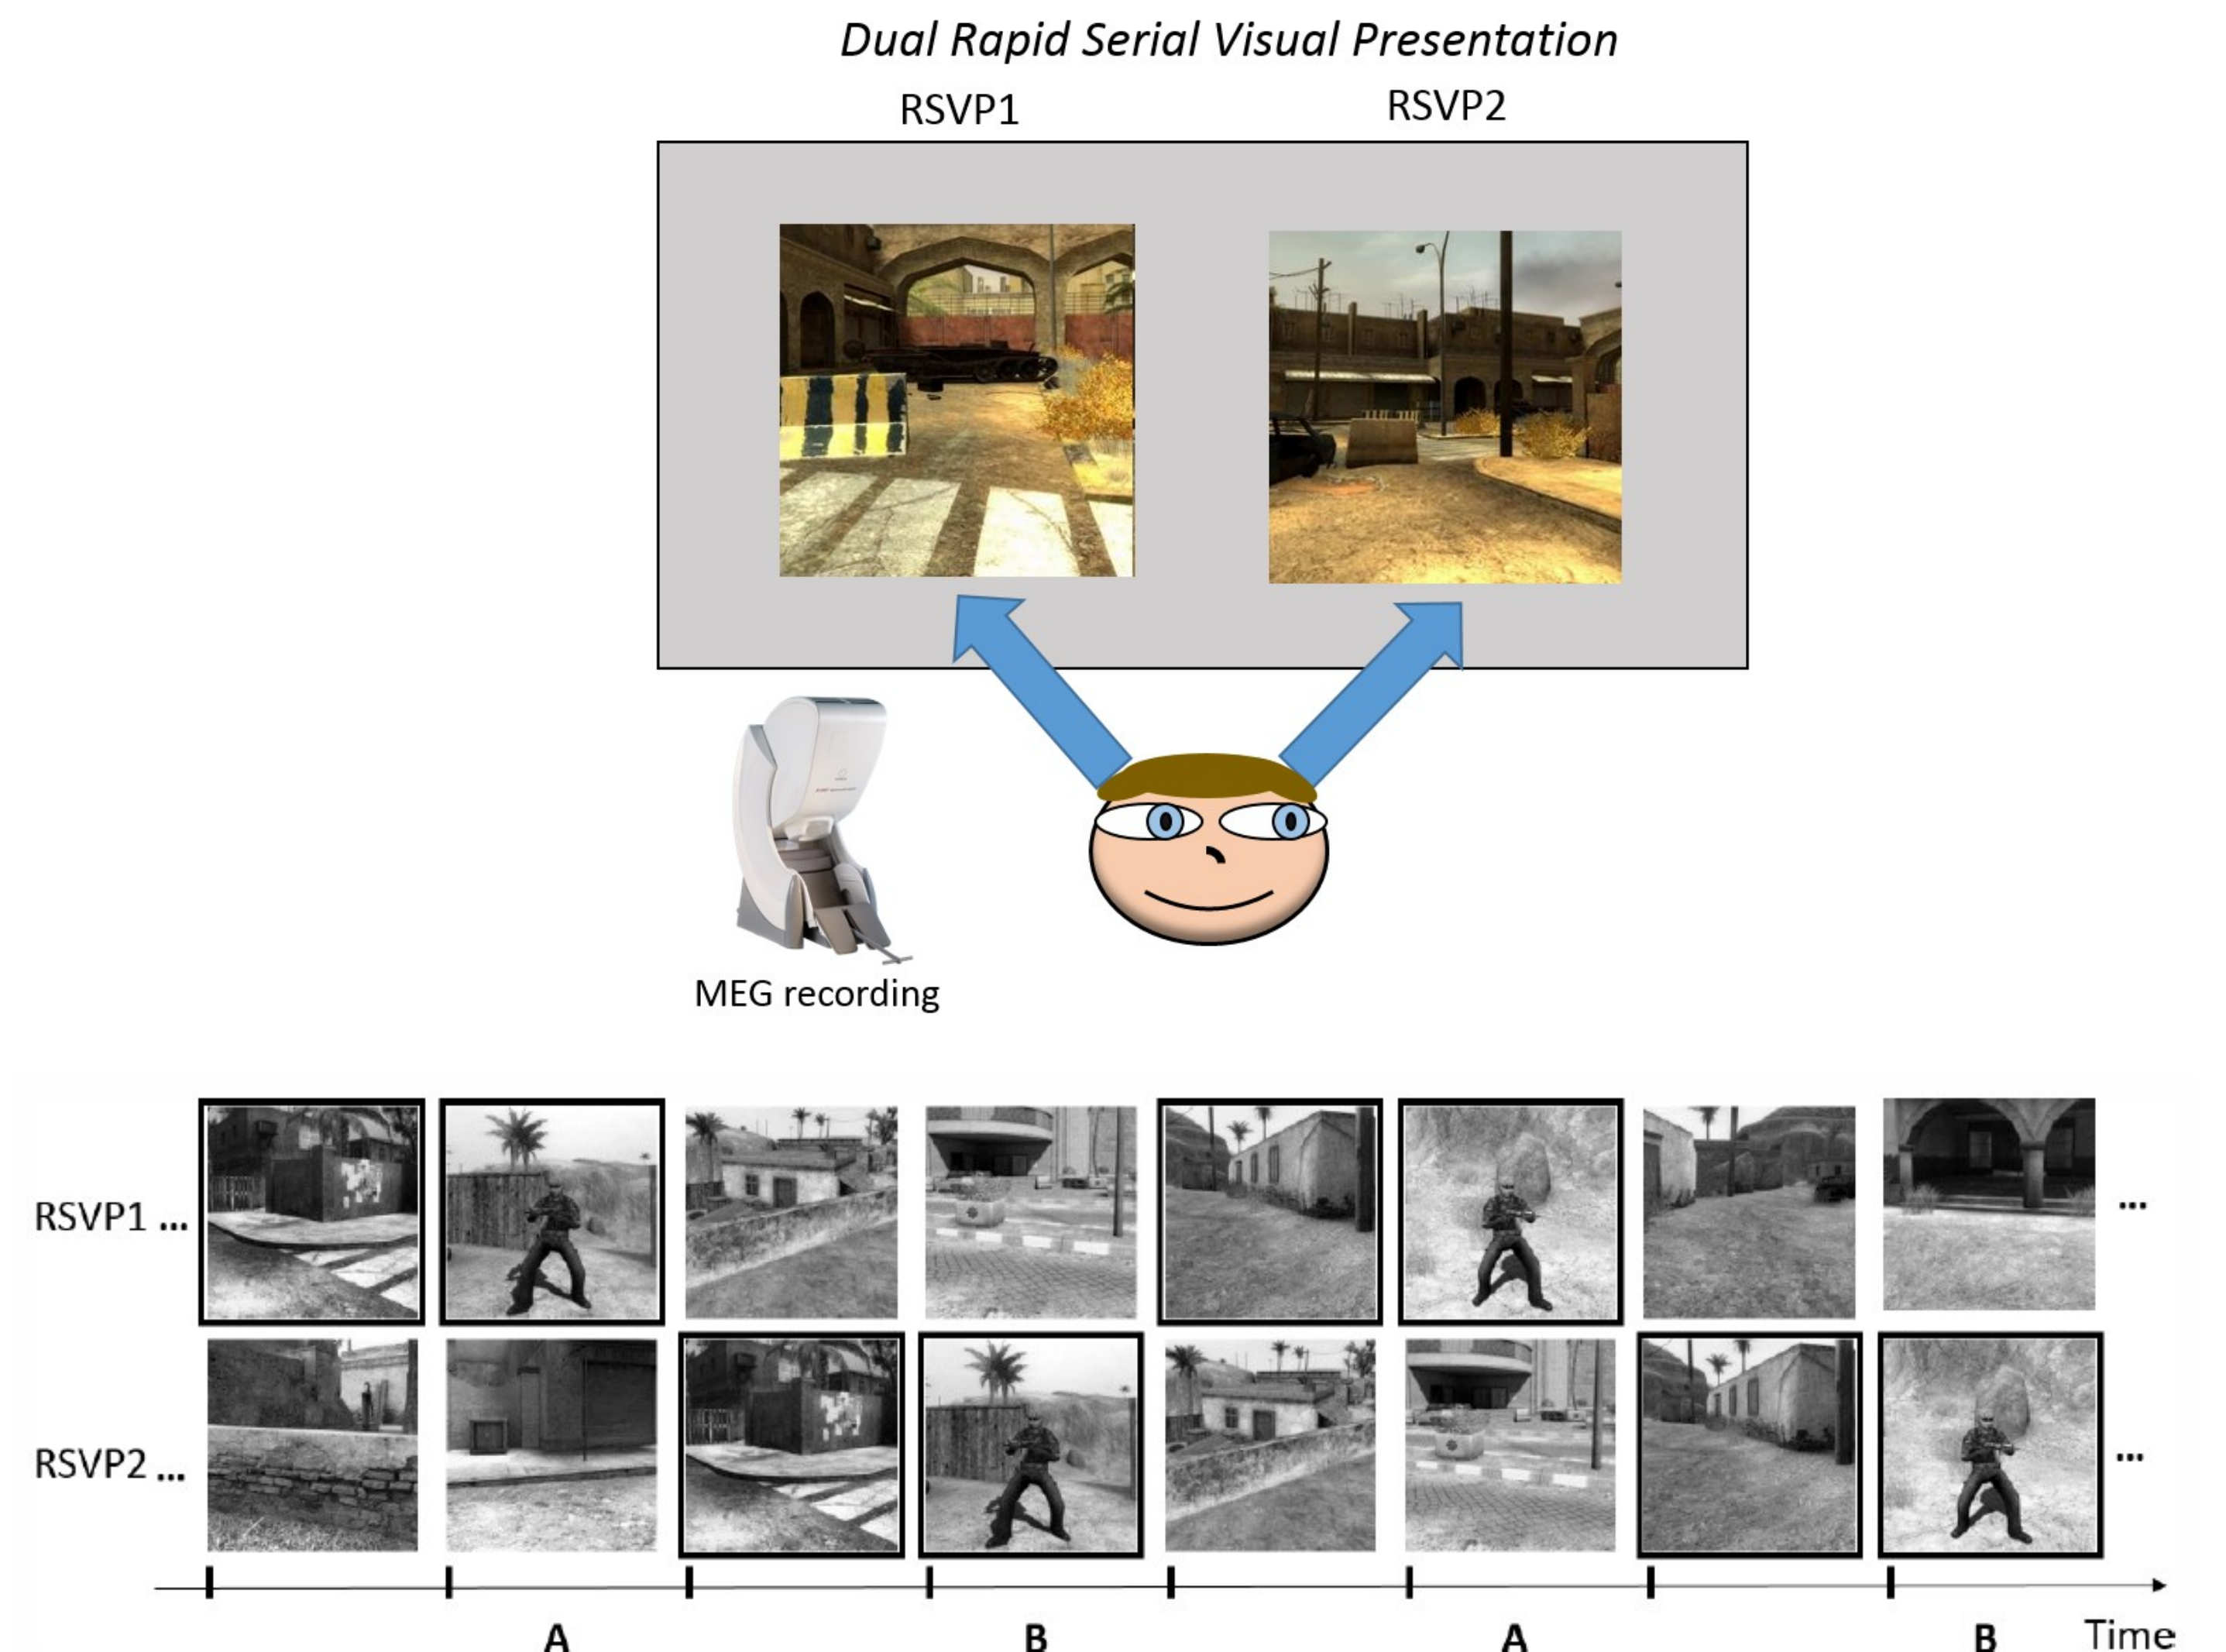 Dual Rapid Serial Visual Presentation
RSVP1 RSVP2
MEG recording
RSVP1 ... ...
RSVP2 ... ...
A B A B Time